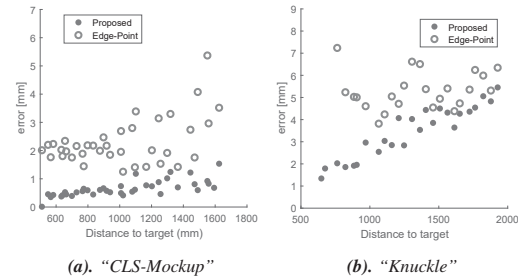 7
6
5
4
3
2
1
0
error [mm]
Proposed
Edge-Point
600 800 1000 1200 1400 1600 1800
Distance to target (mm)
(a). "CLS-Mockup"
9
8
7
6
5
4
3
2
1
0
error [mm]
Proposed
Edge-Point
500 1000 1500 2000
Distance to target
(b). "Knuckle"